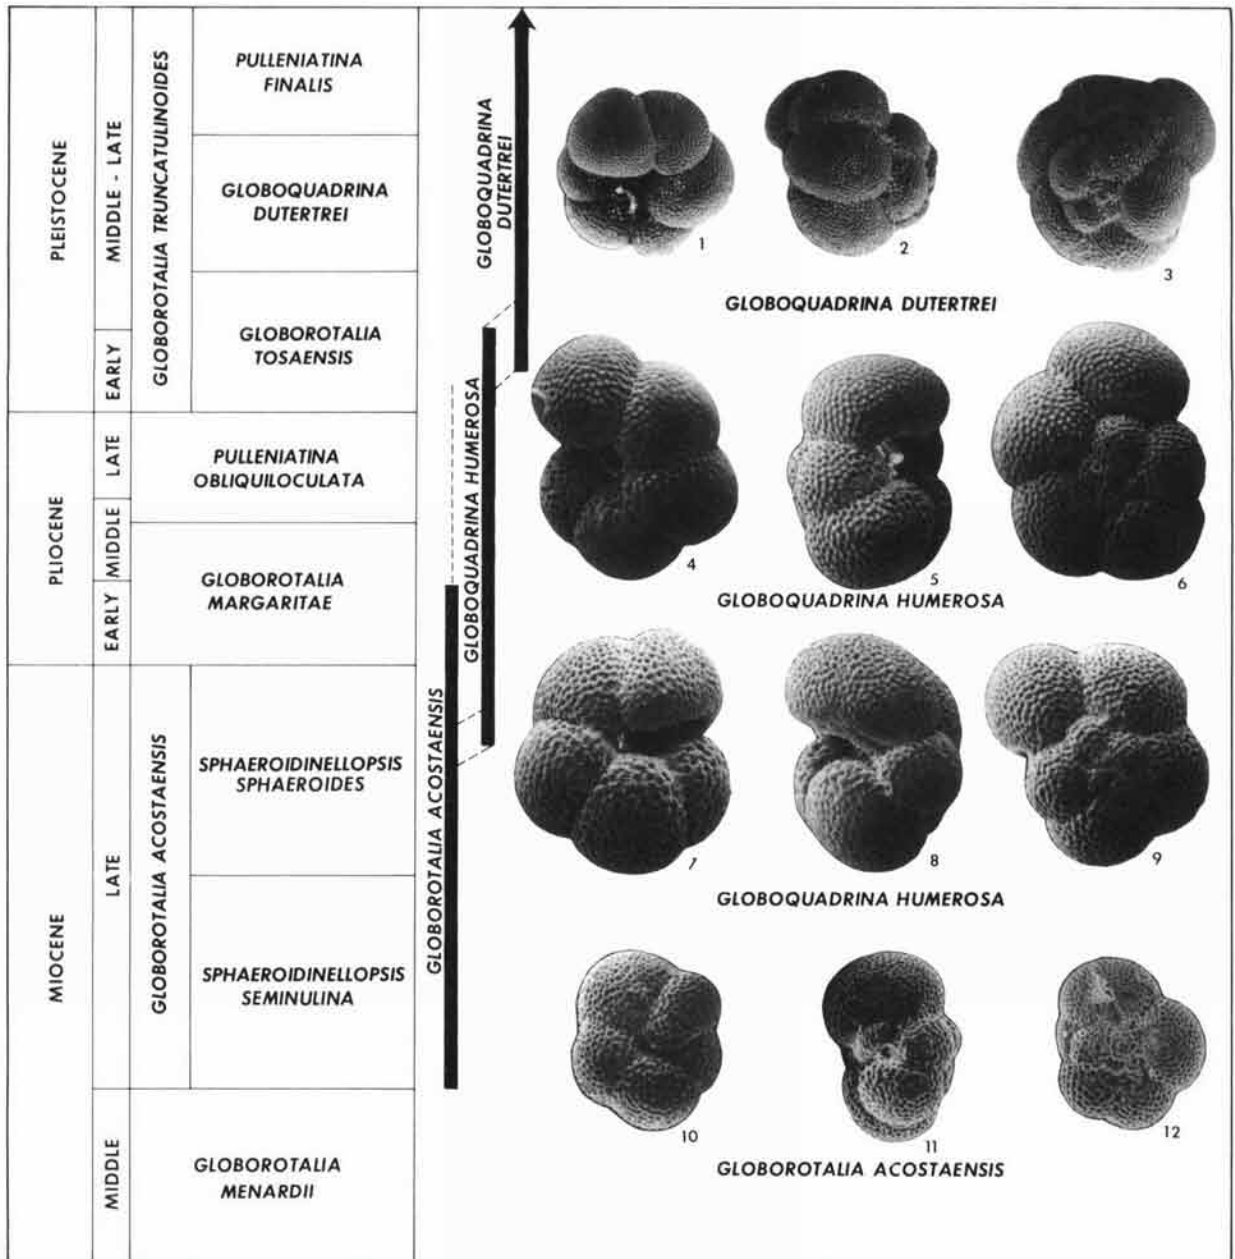 PLEISTOCENE
MIDDLE - LATE
EARLY
GLOBOROTALIA TRUNCATULINOIDES
PULLENIATINA
FINALIS
GLOBOQUADRINA
DUTERTREI
GLOBOROTALIA
TOSAENSIS
PLIOCENE
LATE
MIDDLE
EARLY
PULLENIATINA
OBLIQUILOCULATA
GLOBOROTALIA
MARGARITAE
MIOCENE
LATE
MIDDLE
GLOBOROTALIA ACOSTAENSIS
SPHAEROIDINELLOPSIS
SPHAEROIDES
SPHAEROIDINELLOPSIS
SEMINULINA
GLOBOROTALIA
MENARDII
GLOBOROTALIA ACOSTAENSIS
GLOBOQUADRINA HUMEROSA
GLOBOQUADRINA
DUTERTREI
1
2
3
GLOBOQUADRINA DUTERTREI
4
5
6
GLOBOQUADRINA HUMEROSA
7
8
9
GLOBOQUADRINA HUMEROSA
10
11
12
GLOBOROTALIA ACOSTAENSIS